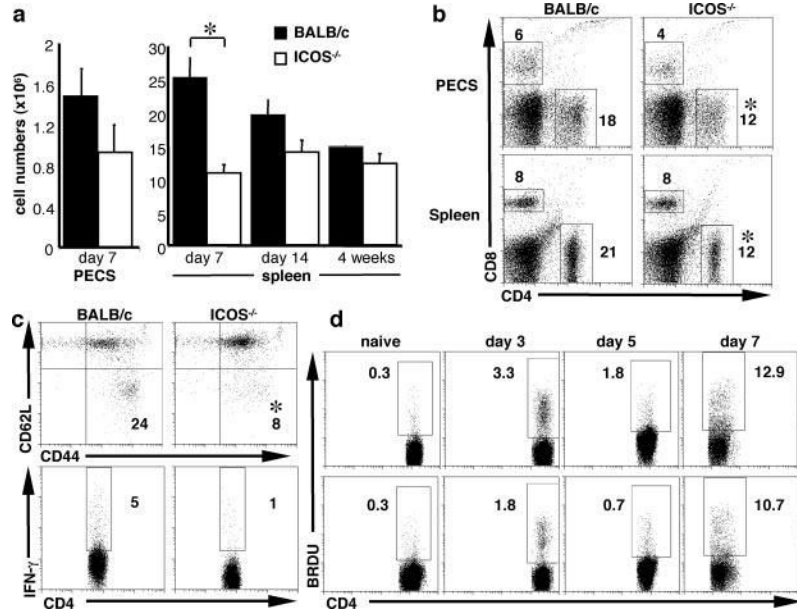 a
BALB/c
ICOS-/-
*
cell numbers (x10⁶)
2
1.6
1.2
0.8
0.4
0
30
25
20
15
10
5
0
day 7
PECS
day 7
day 14
4 weeks
spleen
b
BALB/c
ICOS-/-
PECS
6
18
4
*
12
Spleen
8
21
8
*
12
CD8
CD4
c
BALB/c
ICOS-/-
CD62L
24
*
8
CD44
IFN-γ
5
1
CD4
d
naive
day 3
day 5
day 7
0.3
3.3
1.8
12.9
0.3
1.8
0.7
10.7
BRDU
CD4